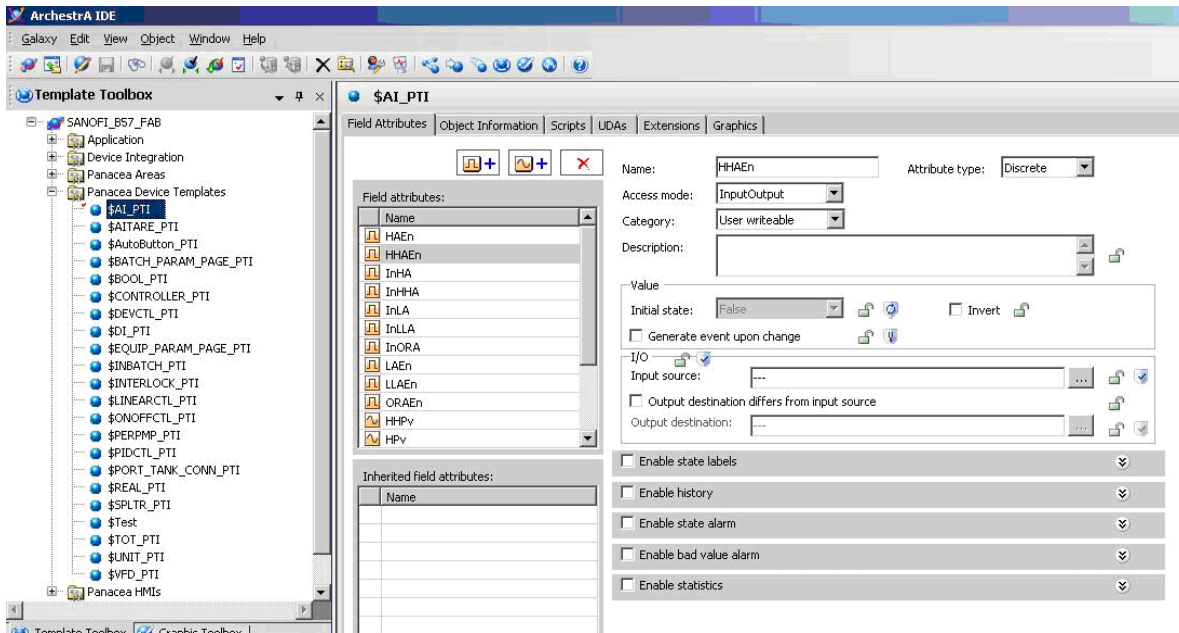 ArchestrA IDE
Galaxy Edit View Object Window Help
Template Toolbox
SANOFI_B57_FAB
Application
Device Integration
Panacea Areas
Panacea Device Templates
$AI_PTI
$AITARE_PTI
$AutoButton_PTI
$BATCH_PARAM_PAGE_PTI
$BOOL_PTI
$CONTROLLER_PTI
$DEVCTL_PTI
$DI_PTI
$EQUIP_PARAM_PAGE_PTI
$INBATCH_PTI
$INTERLOCK_PTI
$LINEARCTL_PTI
$ONOFFCTL_PTI
$PERPMP_PTI
$PIDCTL_PTI
$PORT_TANK_CONN_PTI
$REAL_PTI
$SPLTR_PTI
$Test
$TOT_PTI
$UNIT_PTI
$VFD_PTI
Panacea HMIs
Template Toolbox Graphic Toolbox
$AI_PTI
Field Attributes Object Information Scripts UDAs Extensions Graphics
Field attributes:
Name
HAEn
HHAEn
InHA
InHHA
InLA
InLLA
InORA
LAEn
LLAEn
ORAEn
HHPv
HPv
Inherited field attributes:
Name
Name: HHAEn Attribute type: Discrete
Access mode: InputOutput
Category: User writeable
Description:
Value
Initial state: False Invert
Generate event upon change
I/O
Input source: --- ...
Output destination differs from input source
Output destination: --- ...
Enable state labels
Enable history
Enable state alarm
Enable bad value alarm
Enable statistics